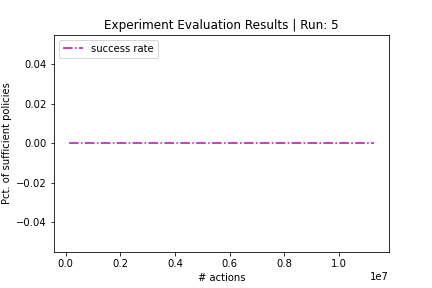 Experiment Evaluation Results | Run: 5
success rate
Pct. of sufficient policies
0.04
0.02
0.00
−0.02
−0.04
0.0 0.2 0.4 0.6 0.8 1.0
1e7
# actions